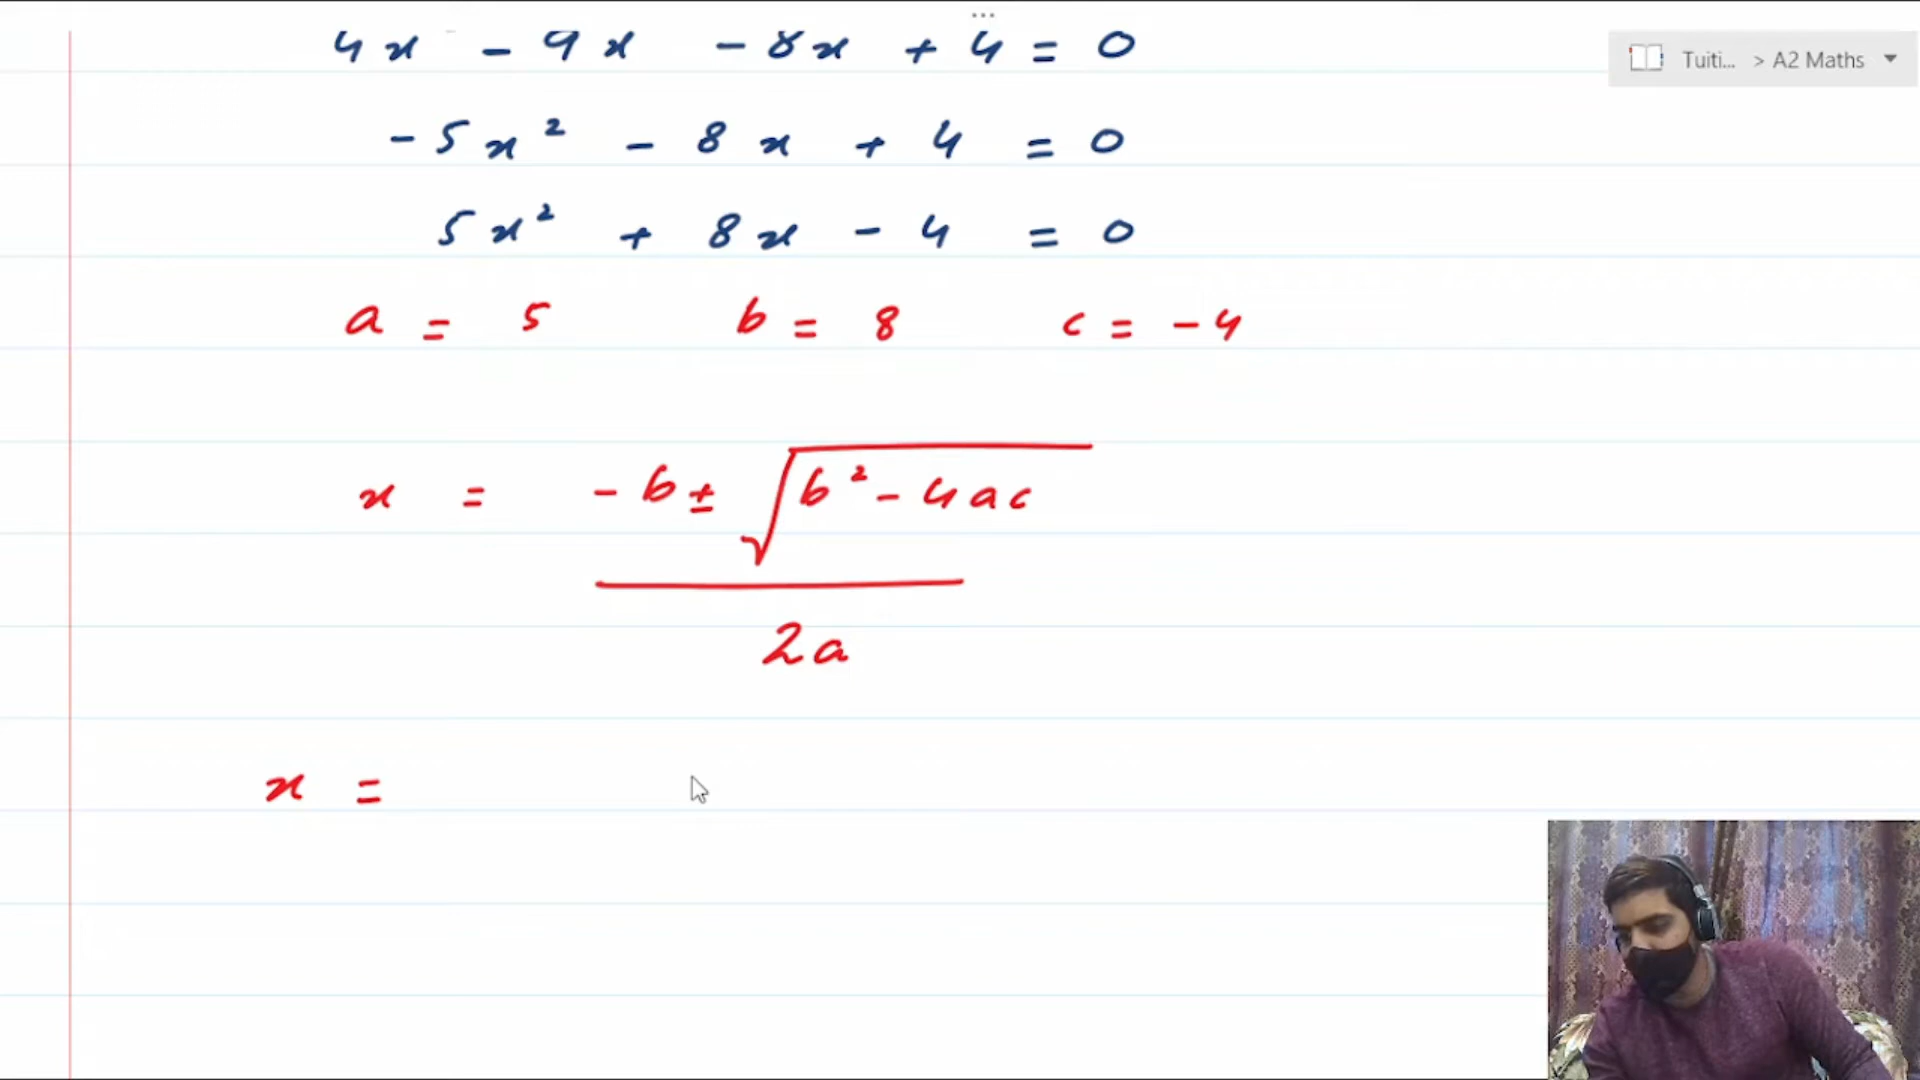 4x - 9x - 8x + 4 = 0
Tuiti... > A2 Maths
-5x² - 8x + 4 = 0
5x² + 8x - 4 = 0
a = 5 b = 8 c = -4
x = -b ± √b² - 4ac
2a
x =